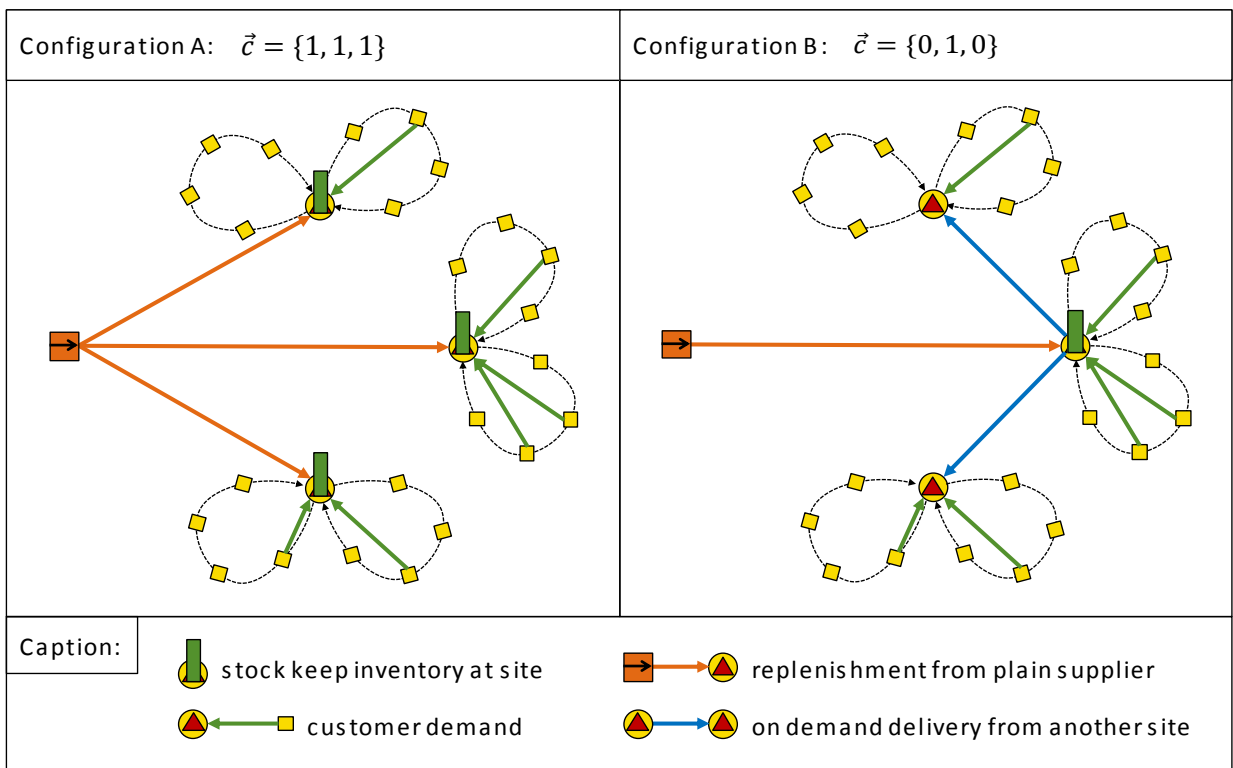 Configuration A: c⃗ = {1, 1, 1}
Configuration B: c⃗ = {0, 1, 0}
Caption:
stock keep inventory at site
replenishment from plain supplier
customer demand
on demand delivery from another site